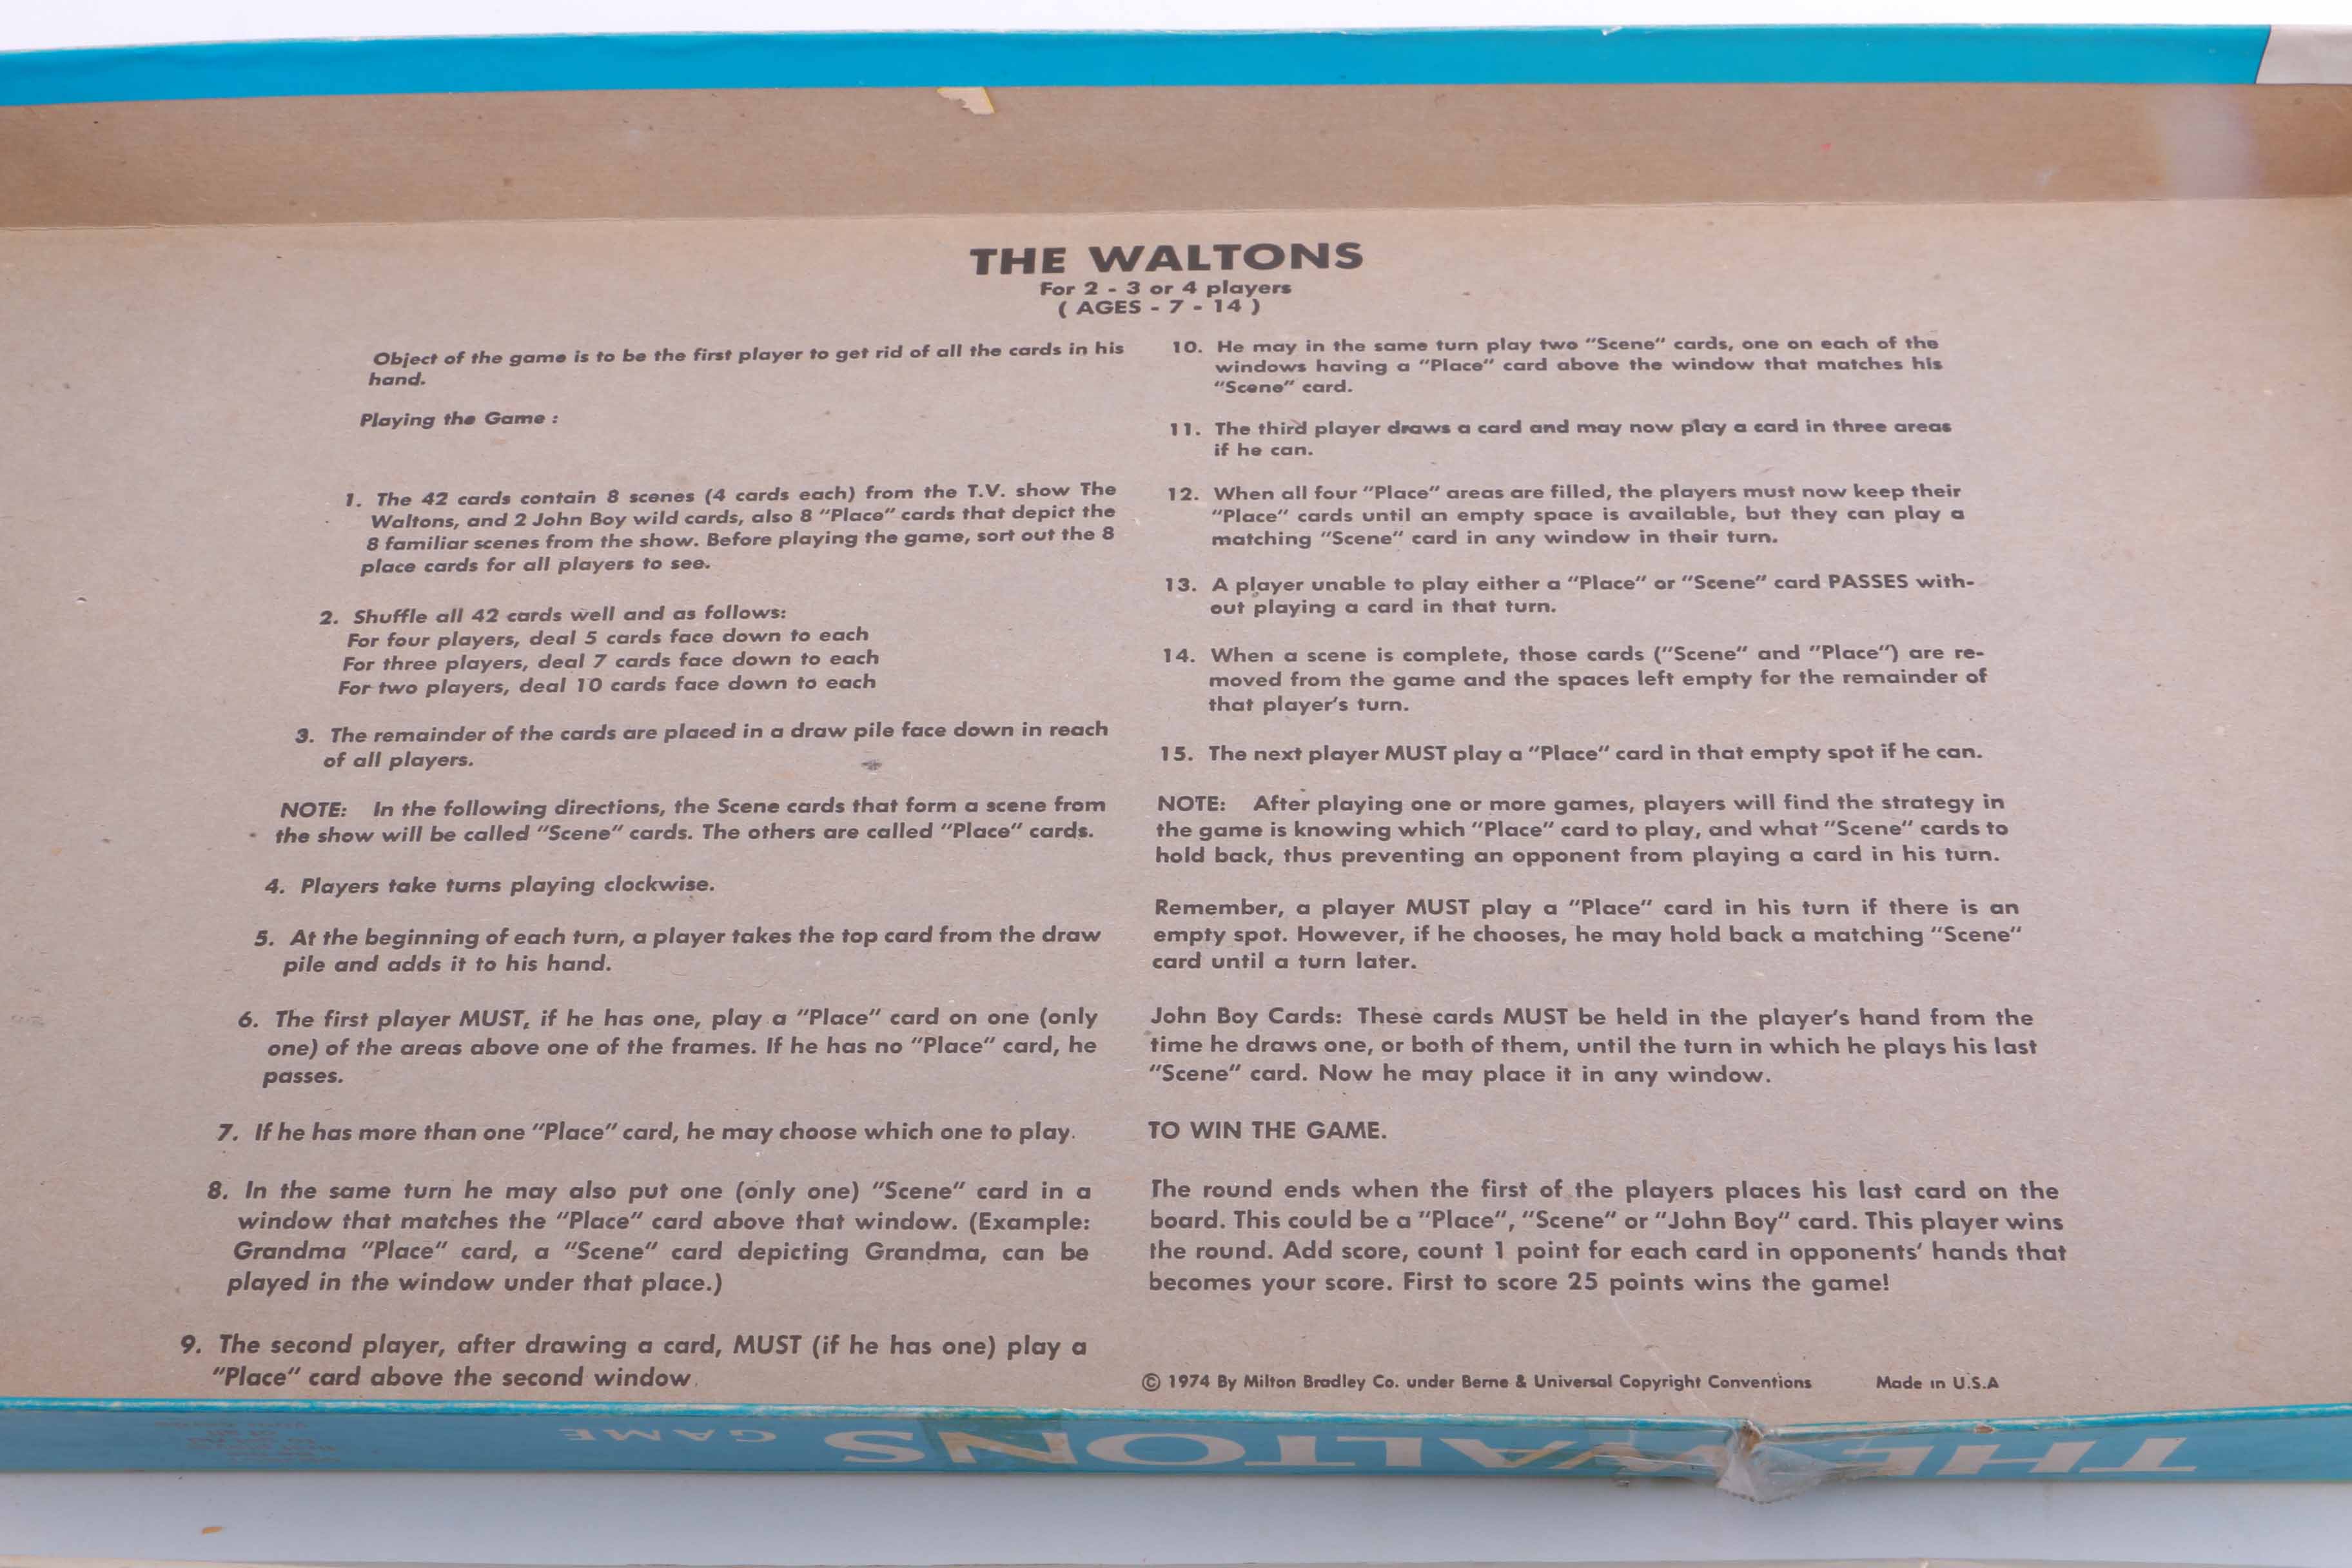 THE WALTONS
For 2 - 3 or 4 players
( AGES - 7 - 14 )
Object of the game is to be the first player to get rid of all the cards in his
hand.
Playing the Game :
1. The 42 cards contain 8 scenes (4 cards each) from the T.V. show The
Waltons, and 2 John Boy wild cards, also 8 "Place" cards that depict the
8 familiar scenes from the show. Before playing the game, sort out the 8
place cards for all players to see.
2. Shuffle all 42 cards well and as follows:
For four players, deal 5 cards face down to each
For three players, deal 7 cards face down to each
For two players, deal 10 cards face down to each
3. The remainder of the cards are placed in a draw pile face down in reach
of all players.
NOTE: In the following directions, the Scene cards that form a scene from
the show will be called "Scene" cards. The others are called "Place" cards.
4. Players take turns playing clockwise.
5. At the beginning of each turn, a player takes the top card from the draw
pile and adds it to his hand.
6. The first player MUST, if he has one, play a "Place" card on one (only
one) of the areas above one of the frames. If he has no "Place" card, he
passes.
7. If he has more than one "Place" card, he may choose which one to play.
8. In the same turn he may also put one (only one) "Scene" card in a
window that matches the "Place" card above that window. (Example:
Grandma "Place" card, a "Scene" card depicting Grandma, can be
played in the window under that place.)
9. The second player, after drawing a card, MUST (if he has one) play a
"Place" card above the second window.
10. He may in the same turn play two "Scene" cards, one on each of the
windows having a "Place" card above the window that matches his
"Scene" card.
11. The third player draws a card and may now play a card in three areas
if he can.
12. When all four "Place" areas are filled, the players must now keep their
"Place" cards until an empty space is available, but they can play a
matching "Scene" card in any window in their turn.
13. A player unable to play either a "Place" or "Scene" card PASSES with-
out playing a card in that turn.
14. When a scene is complete, those cards ("Scene" and "Place") are re-
moved from the game and the spaces left empty for the remainder of
that player's turn.
15. The next player MUST play a "Place" card in that empty spot if he can.
NOTE: After playing one or more games, players will find the strategy in
the game is knowing which "Place" card to play, and what "Scene" cards to
hold back, thus preventing an opponent from playing a card in his turn.
Remember, a player MUST play a "Place" card in his turn if there is an
empty spot. However, if he chooses, he may hold back a matching "Scene"
card until a turn later.
John Boy Cards: These cards MUST be held in the player's hand from the
time he draws one, or both of them, until the turn in which he plays his last
"Scene" card. Now he may place it in any window.
TO WIN THE GAME.
The round ends when the first of the players places his last card on the
board. This could be a "Place", "Scene" or "John Boy" card. This player wins
the round. Add score, count 1 point for each card in opponents' hands that
becomes your score. First to score 25 points wins the game!
© 1974 By Milton Bradley Co. under Berne & Universal Copyright Conventions Made in U.S.A
THE WALTONS GAME